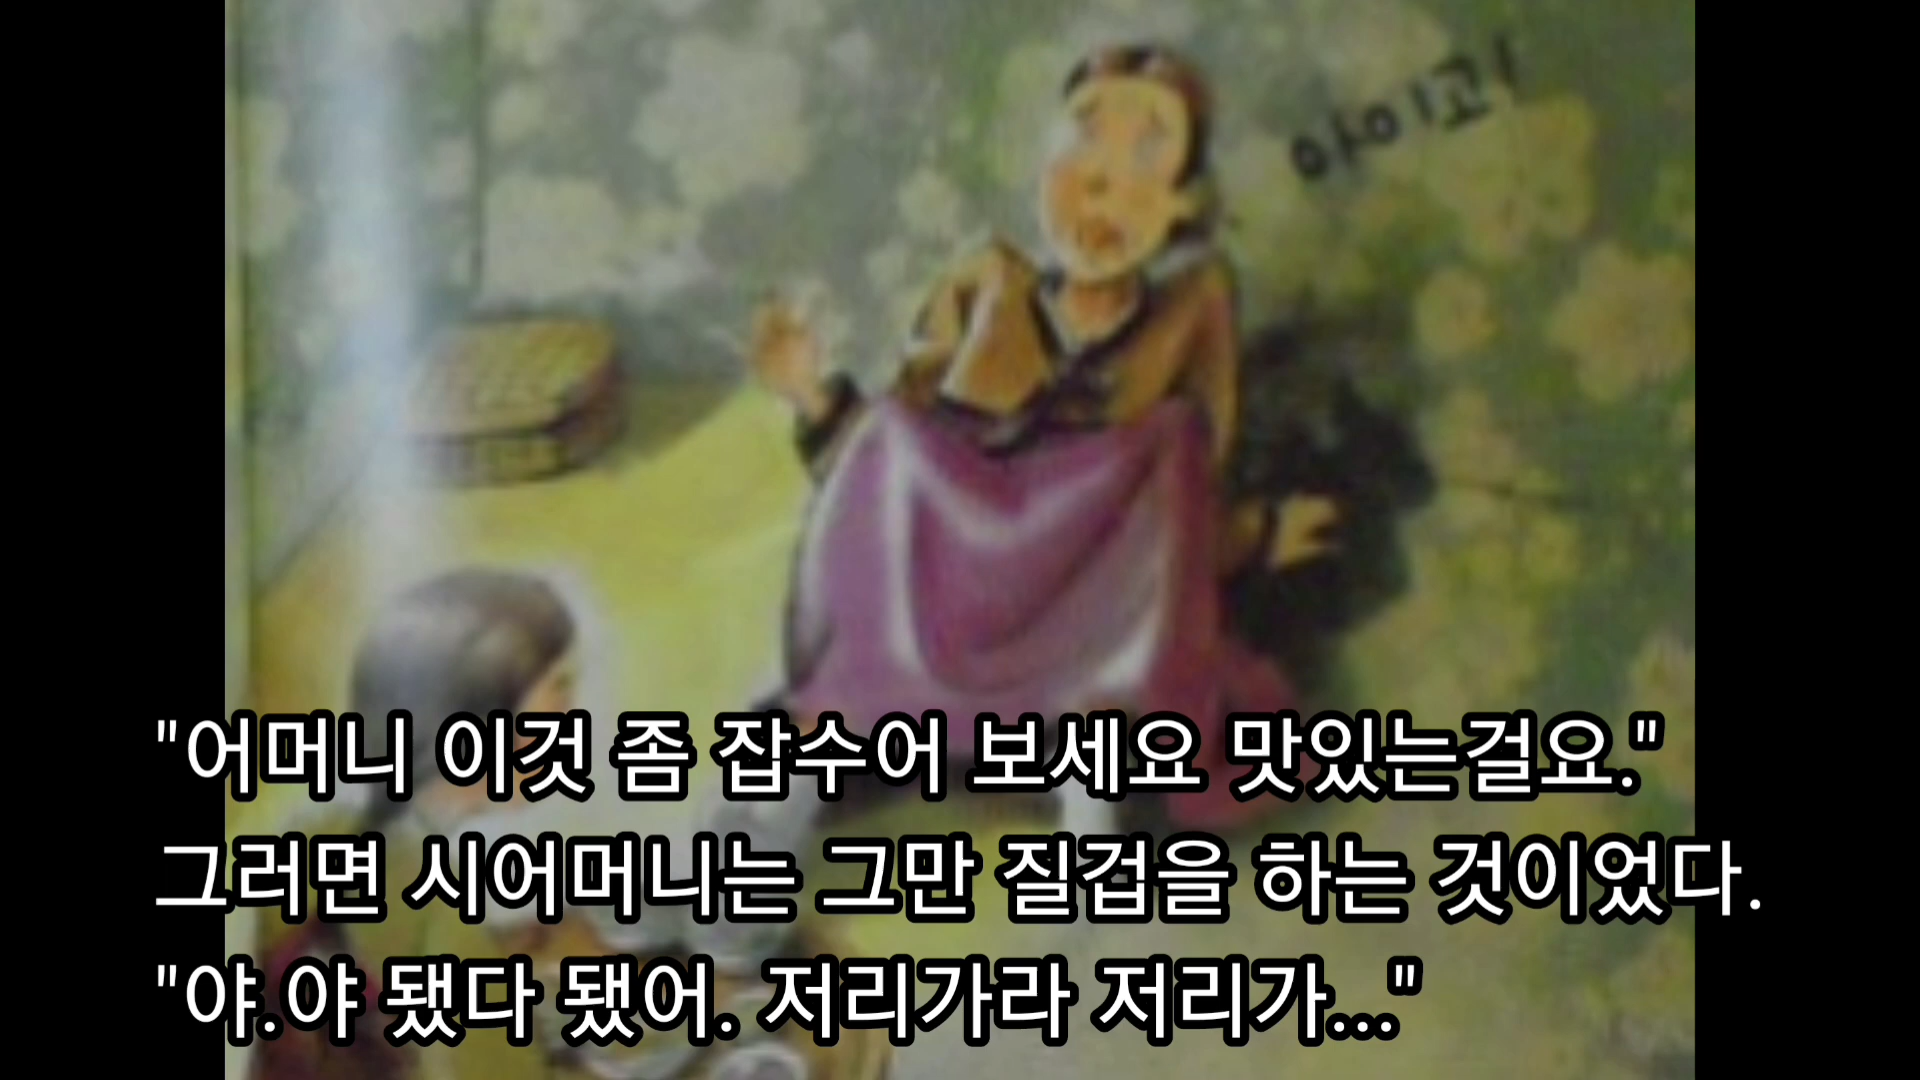 아이고!
"어머니 이것 좀 잡수어 보세요 맛있는걸요."
그러면 시어머니는 그만 질겁을 하는 것이었다.
"야.야 됐다 됐어. 저리가라 저리가..."